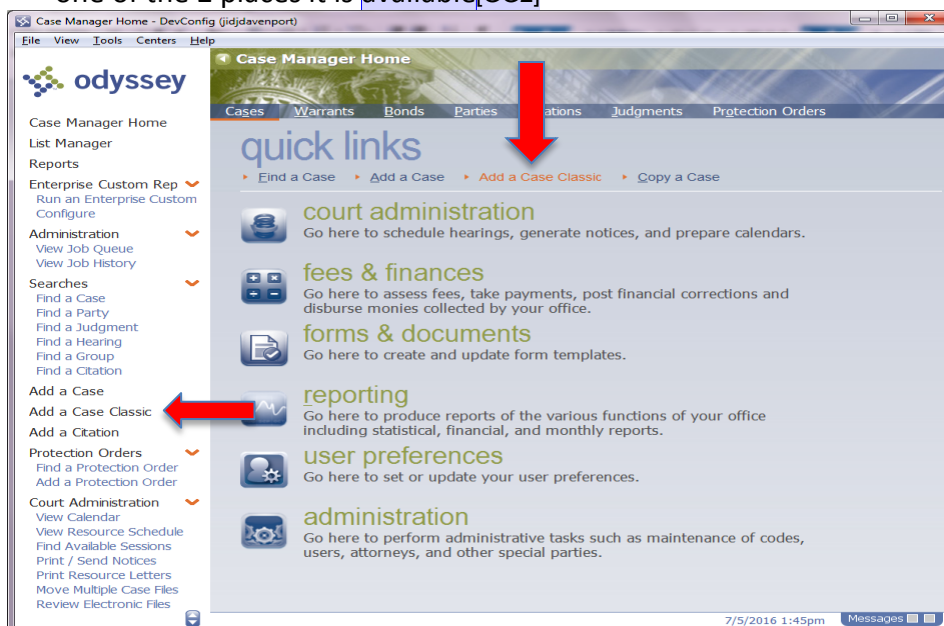 one of the 2 places it is available[CC2]
Case Manager Home - DevConfig (jidjdavenport)
File View Tools Centers Help
odyssey
Case Manager Home
List Manager
Reports
Enterprise Custom Rep
Run an Enterprise Custom
Configure
Administration
View Job Queue
View Job History
Searches
Find a Case
Find a Party
Find a Judgment
Find a Hearing
Find a Group
Find a Citation
Add a Case
Add a Case Classic
Add a Citation
Protection Orders
Find a Protection Order
Add a Protection Order
Court Administration
View Calendar
View Resource Schedule
Find Available Sessions
Print / Send Notices
Print Resource Letters
Move Multiple Case Files
Review Electronic Files
Case Manager Home
Cases Warrants Bonds Parties ations Judgments Protection Orders
quick links
Find a Case Add a Case Add a Case Classic Copy a Case
court administration
Go here to schedule hearings, generate notices, and prepare calendars.
fees & finances
Go here to assess fees, take payments, post financial corrections and
disburse monies collected by your office.
forms & documents
Go here to create and update form templates.
reporting
Go here to produce reports of the various functions of your office
including statistical, financial, and monthly reports.
user preferences
Go here to set or update your user preferences.
administration
Go here to perform administrative tasks such as maintenance of codes,
users, attorneys, and other special parties.
7/5/2016 1:45pm Messages